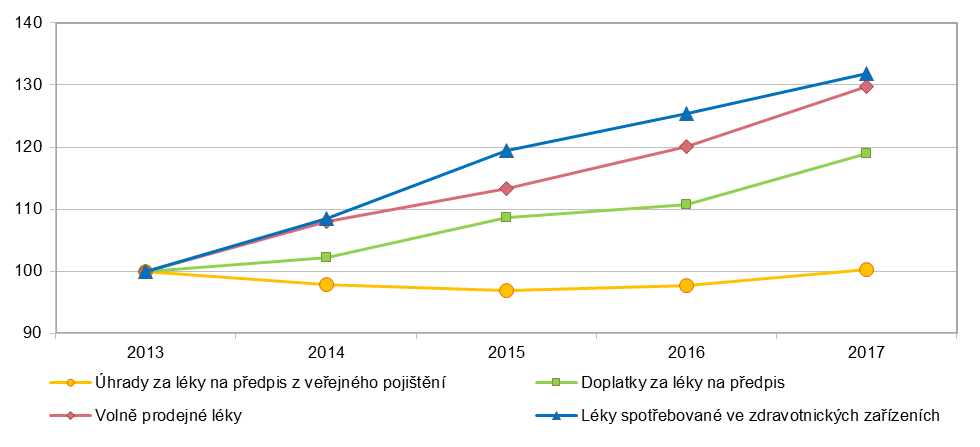 140
130
120
110
100
90
2013 2014 2015 2016 2017
Úhrady za léky na předpis z veřejného pojištění Doplatky za léky na předpis
Volně prodejné léky Léky spotřebované ve zdravotnických zařízeních